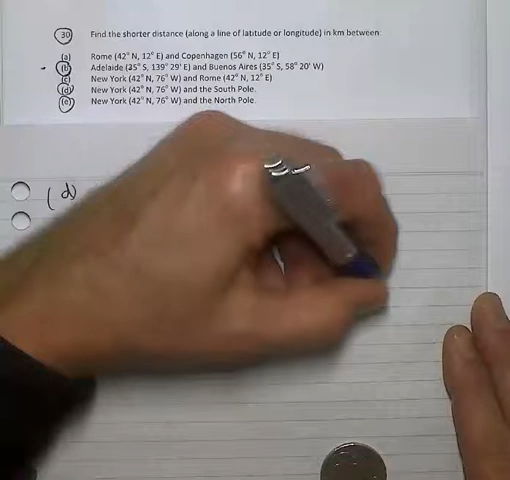 30 Find the shorter distance (along a line of latitude or longitude) in km between:
(a) Rome (42° N, 12° E) and Copenhagen (56° N, 12° E)
(b) Adelaide (35° S, 139° 29' E) and Buenos Aires (35° S, 58° 20' W)
(c) New York (42° N, 76° W) and Rome (42° N, 12° E)
(d) New York (42° N, 76° W) and the South Pole.
(e) New York (42° N, 76° W) and the North Pole.
(d)